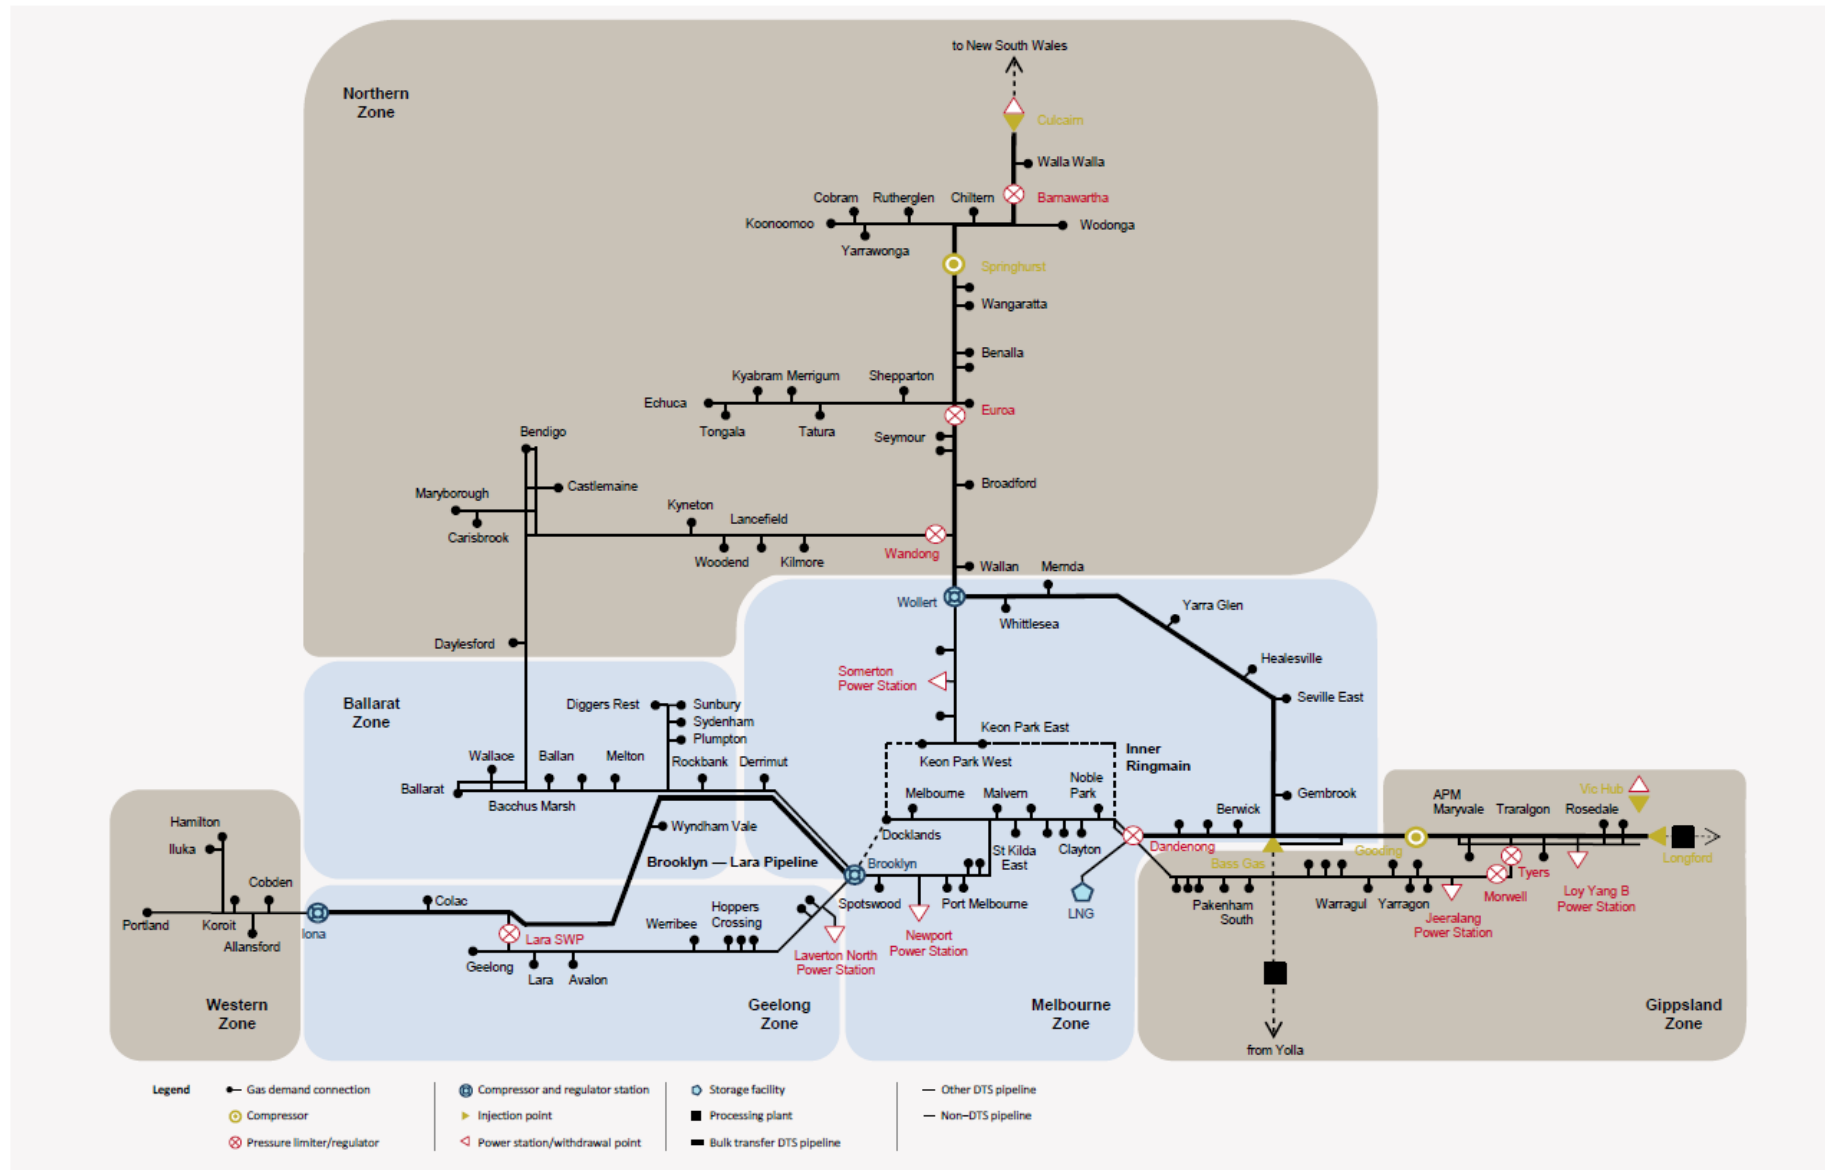 to New South Wales
Northern
Zone
Culcairn
Walla Walla
Barnawartha
Cobram
Rutherglen
Chiltern
Koonoomoo
Wodonga
Yarrawonga
Springhurst
Wangaratta
Benalla
Kyabram Merrigum
Shepparton
Echuca
Euroa
Tongala
Tatura
Seymour
Bendigo
Castlemaine
Broadford
Maryborough
Kyneton
Lancefield
Carisbrook
Wandong
Woodend
Kilmore
Wallan
Mernda
Wollert
Yarra Glen
Whittlesea
Daylesford
Healesville
Somerton
Power Station
Seville East
Ballarat
Zone
Diggers Rest
Sunbury
Sydenham
Plumpton
Keon Park East
Inner
Ringmain
Wallace
Ballan
Melton
Rockbank
Derrimut
Keon Park West
Noble
Park
Ballarat
Bacchus Marsh
Melbourne
Malvern
Gembrook
APM
Maryvale
Traralgon
Rosedale
Vic Hub
Berwick
Hamilton
Iluka
Wyndham Vale
Docklands
St Kilda
East
Clayton
Dandenong
Bass Gas
Gooding
Longford
Brooklyn — Lara Pipeline
Brooklyn
Tyers
Cobden
Colac
Spotswood
Port Melbourne
LNG
Pakenham
South
Warragul
Yarragon
Morwell
Loy Yang B
Power Station
Jeeralang
Power Station
Portland
Koroit
Allansford
Iona
Lara SWP
Werribee
Hoppers
Crossing
Newport
Power Station
Laverton North
Power Station
Geelong
Lara
Avalon
Western
Zone
Geelong
Zone
Melbourne
Zone
Gippsland
Zone
from Yolla
Legend
Gas demand connection
Compressor
Pressure limiter/regulator
Compressor and regulator station
Injection point
Power station/withdrawal point
Storage facility
Processing plant
Bulk transfer DTS pipeline
Other DTS pipeline
Non–DTS pipeline